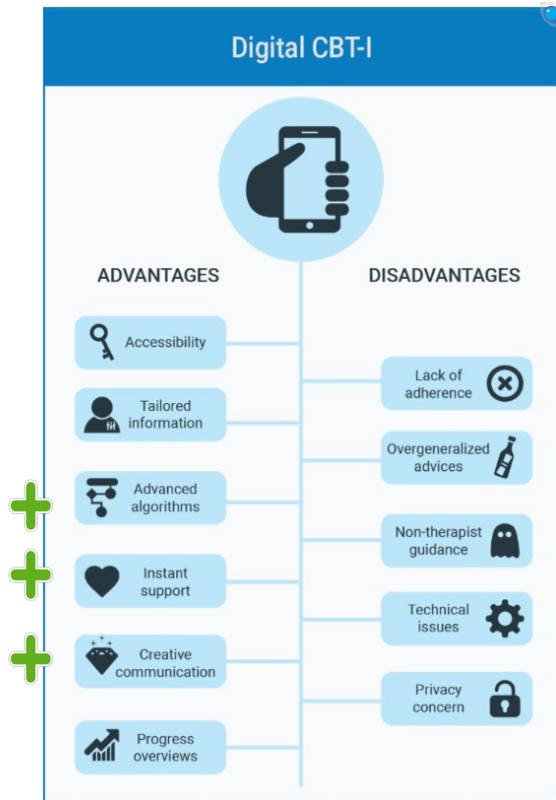 Digital CBT-I
ADVANTAGES
Accessibility
Tailored
information
Advanced
algorithms
Instant
support
Creative
communication
Progress
overviews
DISADVANTAGES
Lack of
adherence
Overgeneralized
advices
Non-therapist
guidance
Technical
issues
Privacy
concern